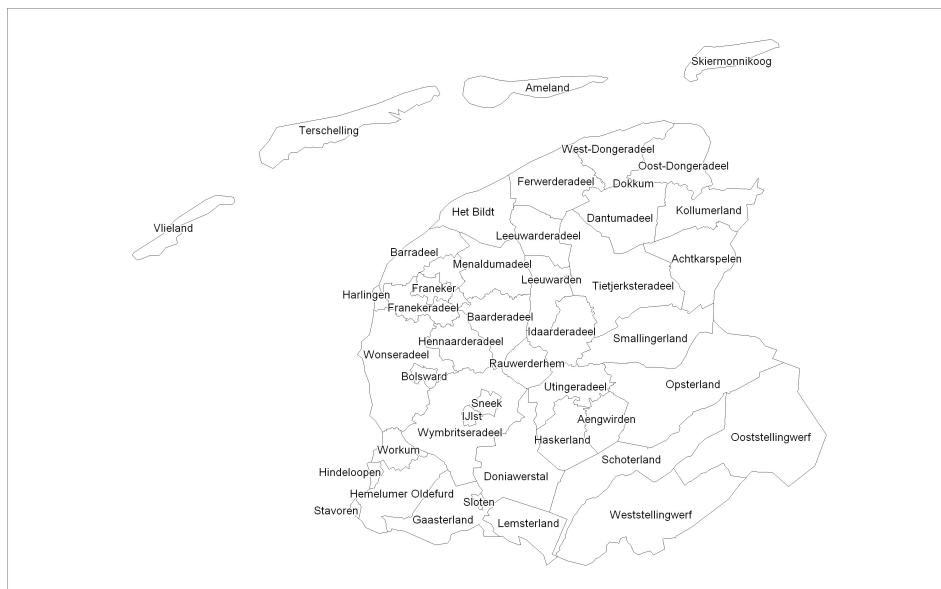 Skiermonnikoog
Ameland
Terschelling
West-Dongeradeel
Oost-Dongeradeel
Ferwerderadeel
Dokkum
Het Bildt
Dantumadeel
Kollumerland
Vlieland
Leeuwarderadeel
Barradeel
Menaldumadeel
Achtkarspelen
Leeuwarden
Tietjerksteradeel
Franeker
Harlingen
Franekeradeel
Baarderadeel
Idaarderadeel
Hennaarderadeel
Smallingerland
Wonseradeel
Rauwerderhem
Bolsward
Utingeradeel
Opsterland
Sneek
IJlst
Aengwirden
Wymbritseradeel
Haskerland
Ooststellingwerf
Workum
Schoterland
Hindeloopen
Doniawerstal
Hemelumer Oldefurd
Sloten
Stavoren
Gaasterland
Lemsterland
Weststellingwerf